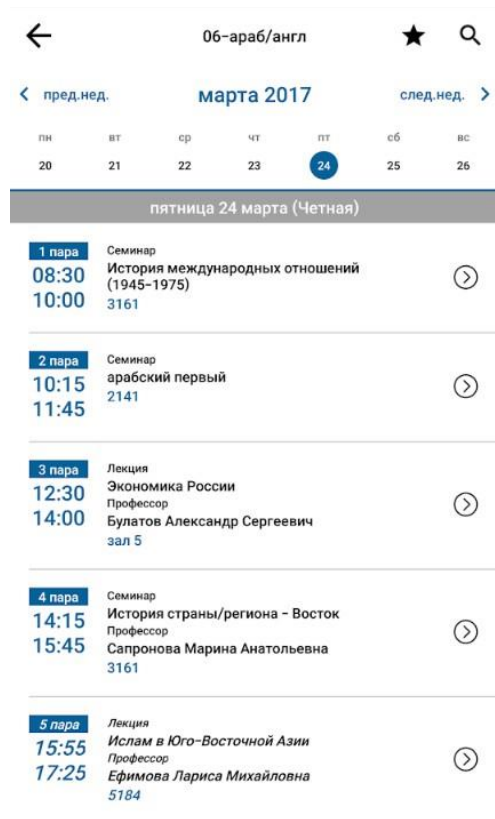 06-араб/англ
пред.нед. марта 2017 след.нед.
пн вт ср чт пт сб вс
20 21 22 23 24 25 26
пятница 24 марта (Четная)
1 пара
08:30
10:00
Семинар
История международных отношений
(1945-1975)
3161
2 пара
10:15
11:45
Семинар
арабский первый
2141
3 пара
12:30
14:00
Лекция
Экономика России
Профессор
Булатов Александр Сергеевич
зал 5
4 пара
14:15
15:45
Семинар
История страны/региона - Восток
Профессор
Сапронова Марина Анатольевна
3161
5 пара
15:55
17:25
Лекция
Ислам в Юго-Восточной Азии
Профессор
Ефимова Лариса Михайловна
5184